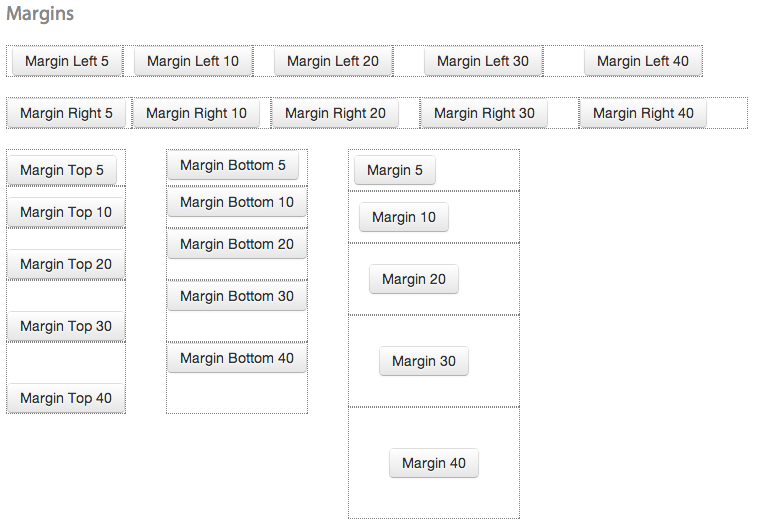 Margins
Margin Left 5 Margin Left 10 Margin Left 20 Margin Left 30 Margin Left 40
Margin Right 5 Margin Right 10 Margin Right 20 Margin Right 30 Margin Right 40
Margin Top 5
Margin Top 10
Margin Top 20
Margin Top 30
Margin Top 40
Margin Bottom 5
Margin Bottom 10
Margin Bottom 20
Margin Bottom 30
Margin Bottom 40
Margin 5
Margin 10
Margin 20
Margin 30
Margin 40